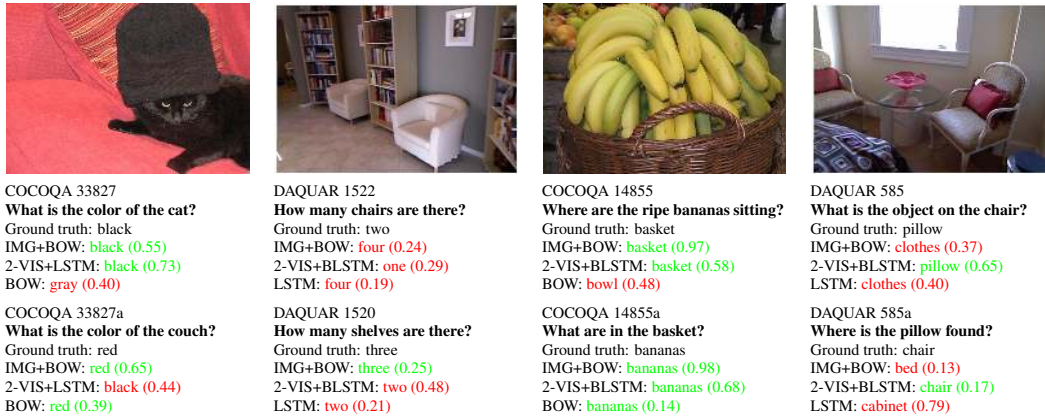 COCOQA 33827
What is the color of the cat?
Ground truth: black
IMG+BOW: black (0.55)
2-VIS+LSTM: black (0.73)
BOW: gray (0.40)
COCOQA 33827a
What is the color of the couch?
Ground truth: red
IMG+BOW: red (0.65)
2-VIS+LSTM: black (0.44)
BOW: red (0.39)
DAQUAR 1522
How many chairs are there?
Ground truth: two
IMG+BOW: four (0.24)
2-VIS+BLSTM: one (0.29)
LSTM: four (0.19)
DAQUAR 1520
How many shelves are there?
Ground truth: three
IMG+BOW: three (0.25)
2-VIS+BLSTM: two (0.48)
LSTM: two (0.21)
COCOQA 14855
Where are the ripe bananas sitting?
Ground truth: basket
IMG+BOW: basket (0.97)
2-VIS+BLSTM: basket (0.58)
BOW: bowl (0.48)
COCOQA 14855a
What are in the basket?
Ground truth: bananas
IMG+BOW: bananas (0.98)
2-VIS+BLSTM: bananas (0.68)
BOW: bananas (0.14)
DAQUAR 585
What is the object on the chair?
Ground truth: pillow
IMG+BOW: clothes (0.37)
2-VIS+BLSTM: pillow (0.65)
LSTM: clothes (0.40)
DAQUAR 585a
Where is the pillow found?
Ground truth: chair
IMG+BOW: bed (0.13)
2-VIS+BLSTM: chair (0.17)
LSTM: cabinet (0.79)